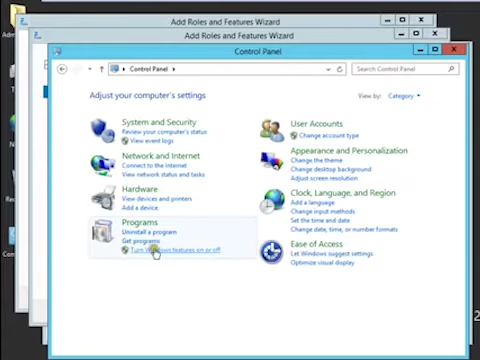 Add Roles and Features Wizard
Add Roles and Features Wizard
Control Panel
Control Panel
Search Control Panel
Adjust your computer's settings
View by: Category
System and Security
Review your computer's status
View event logs
Network and Internet
Connect to the Internet
View network status and tasks
Hardware
View devices and printers
Add a device
Programs
Uninstall a program
Get programs
Turn Windows features on or off
User Accounts
Change account type
Appearance and Personalization
Change the theme
Change desktop background
Adjust screen resolution
Clock, Language, and Region
Add a language
Change input methods
Set the time and date
Change date, time, or number formats
Ease of Access
Let Windows suggest settings
Optimize visual display